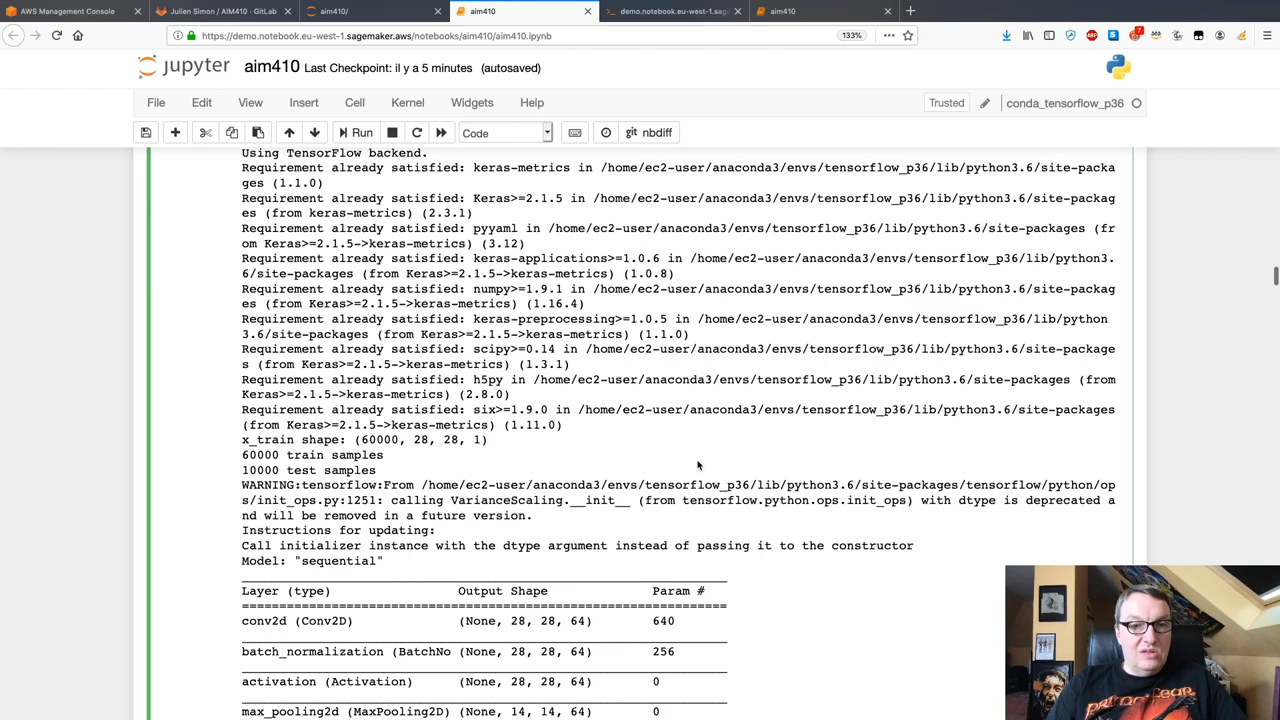 AWS Management Console
Julien Simon / AIM410 · GitLab
aim410/
aim410
demo.notebook.eu-west-1.sage
aim410
https://demo.notebook.eu-west-1.sagemaker.aws/notebooks/aim410/aim410.ipynb
133%
jupyter aim410 Last Checkpoint: il y a 5 minutes (autosaved)
File Edit View Insert Cell Kernel Widgets Help
Trusted
conda_tensorflow_p36
Run
Code
git nbdiff
Using TensorFlow backend.
Requirement already satisfied: keras-metrics in /home/ec2-user/anaconda3/envs/tensorflow_p36/lib/python3.6/site-packa
ges (1.1.0)
Requirement already satisfied: Keras>=2.1.5 in /home/ec2-user/anaconda3/envs/tensorflow_p36/lib/python3.6/site-packag
es (from keras-metrics) (2.3.1)
Requirement already satisfied: pyyaml in /home/ec2-user/anaconda3/envs/tensorflow_p36/lib/python3.6/site-packages (fr
om Keras>=2.1.5->keras-metrics) (3.12)
Requirement already satisfied: keras-applications>=1.0.6 in /home/ec2-user/anaconda3/envs/tensorflow_p36/lib/python3.
6/site-packages (from Keras>=2.1.5->keras-metrics) (1.0.8)
Requirement already satisfied: numpy>=1.9.1 in /home/ec2-user/anaconda3/envs/tensorflow_p36/lib/python3.6/site-packag
es (from Keras>=2.1.5->keras-metrics) (1.16.4)
Requirement already satisfied: keras-preprocessing>=1.0.5 in /home/ec2-user/anaconda3/envs/tensorflow_p36/lib/python
3.6/site-packages (from Keras>=2.1.5->keras-metrics) (1.1.0)
Requirement already satisfied: scipy>=0.14 in /home/ec2-user/anaconda3/envs/tensorflow_p36/lib/python3.6/site-package
s (from Keras>=2.1.5->keras-metrics) (1.3.1)
Requirement already satisfied: h5py in /home/ec2-user/anaconda3/envs/tensorflow_p36/lib/python3.6/site-packages (from
Keras>=2.1.5->keras-metrics) (2.8.0)
Requirement already satisfied: six>=1.9.0 in /home/ec2-user/anaconda3/envs/tensorflow_p36/lib/python3.6/site-packages
(from Keras>=2.1.5->keras-metrics) (1.11.0)
x_train shape: (60000, 28, 28, 1)
60000 train samples
10000 test samples
WARNING:tensorflow:From /home/ec2-user/anaconda3/envs/tensorflow_p36/lib/python3.6/site-packages/tensorflow/python/op
s/init_ops.py:1251: calling VarianceScaling.__init__ (from tensorflow.python.ops.init_ops) with dtype is deprecated a
nd will be removed in a future version.
Instructions for updating:
Call initializer instance with the dtype argument instead of passing it to the constructor
Model: "sequential"
Layer (type) Output Shape Param #
conv2d (Conv2D) (None, 28, 28, 64) 640
batch_normalization (BatchNo (None, 28, 28, 64) 256
activation (Activation) (None, 28, 28, 64) 0
max_pooling2d (MaxPooling2D) (None, 14, 14, 64) 0